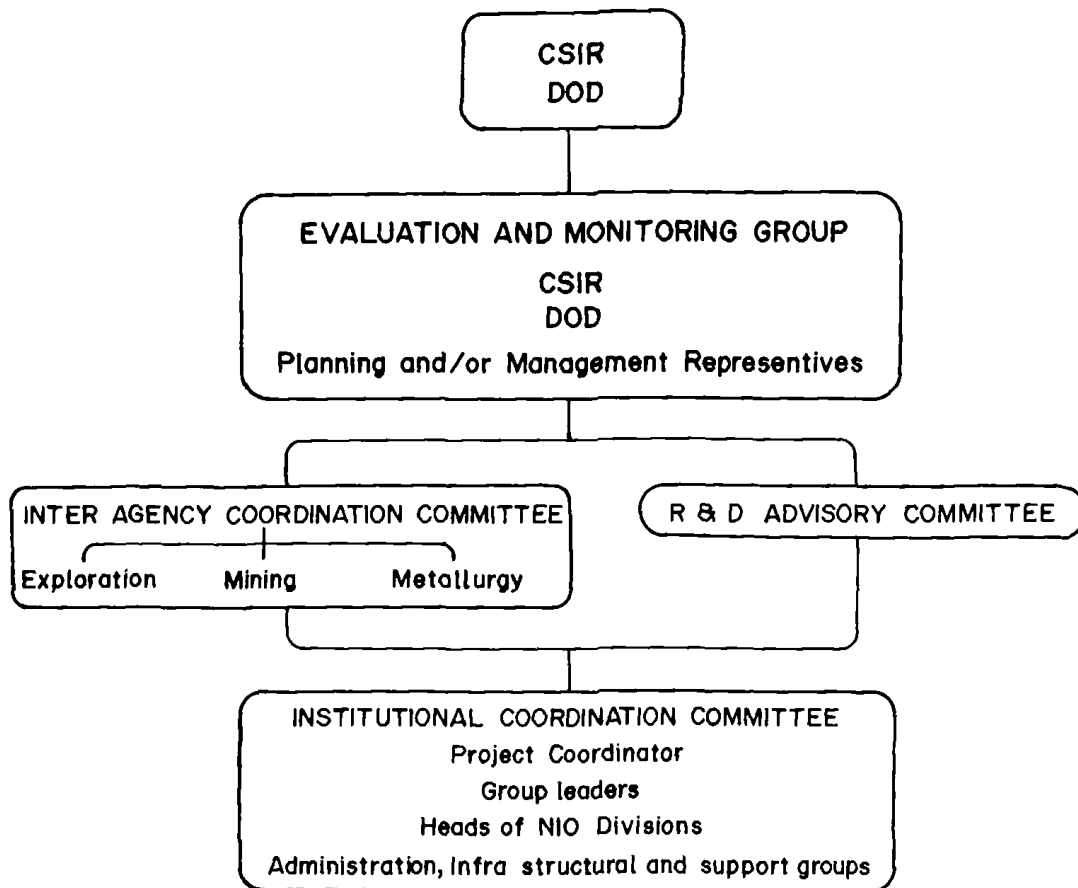 CSIR
DOD
EVALUATION AND MONITORING GROUP
CSIR
DOD
Planning and/or Management Representives
INTER AGENCY COORDINATION COMMITTEE
Exploration Mining Metallurgy
R & D ADVISORY COMMITTEE
INSTITUTIONAL COORDINATION COMMITTEE
Project Coordinator
Group leaders
Heads of NIO Divisions
Administration, Infra structural and support groups